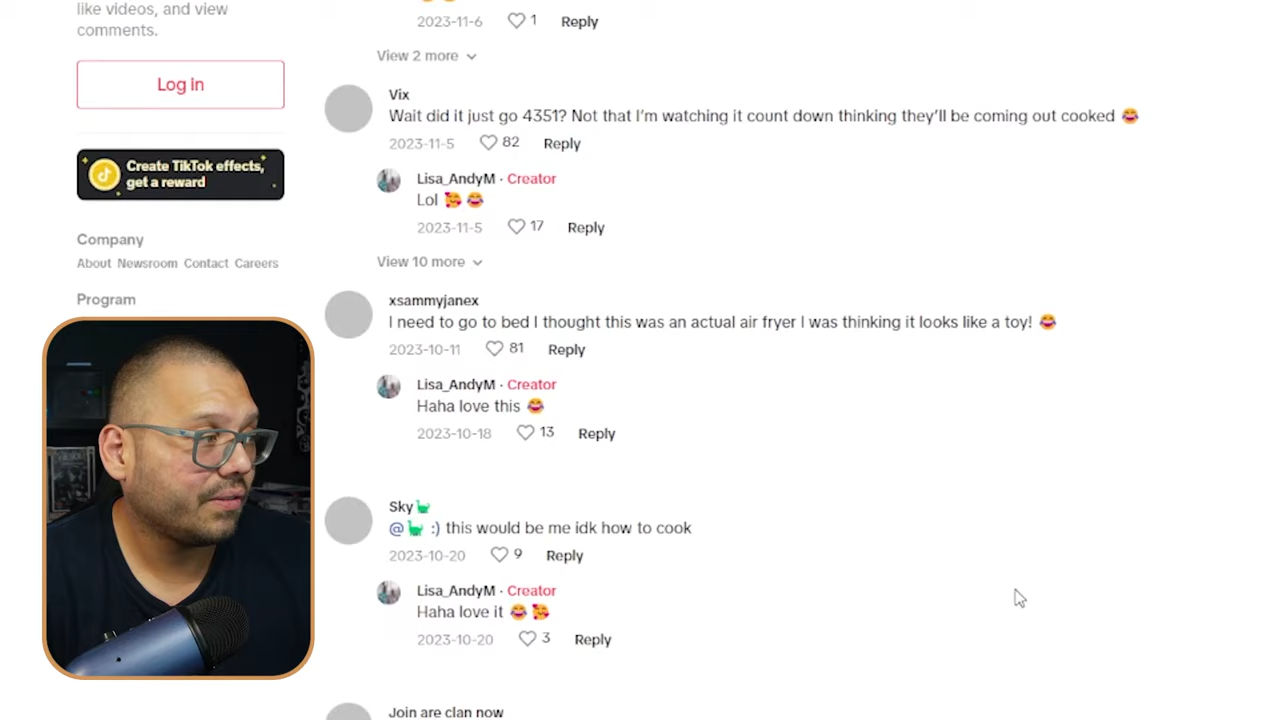 like videos, and view
comments.
Log in
Create TikTok effects,
get a reward
Company
About Newsroom Contact Careers
Program
2023-11-6 1 Reply
View 2 more
Vix
Wait did it just go 4351? Not that I'm watching it count down thinking they'll be coming out cooked 😂
2023-11-5 82 Reply
Lisa_AndyM · Creator
Lol 🥰 😂
2023-11-5 17 Reply
View 10 more
xsammyjanex
I need to go to bed I thought this was an actual air fryer I was thinking it looks like a toy! 😂
2023-10-11 81 Reply
Lisa_AndyM · Creator
Haha love this 😂
2023-10-18 13 Reply
Sky🦕
@🦕 :) this would be me idk how to cook
2023-10-20 9 Reply
Lisa_AndyM · Creator
Haha love it 😂 🥰
2023-10-20 3 Reply
Join are clan now